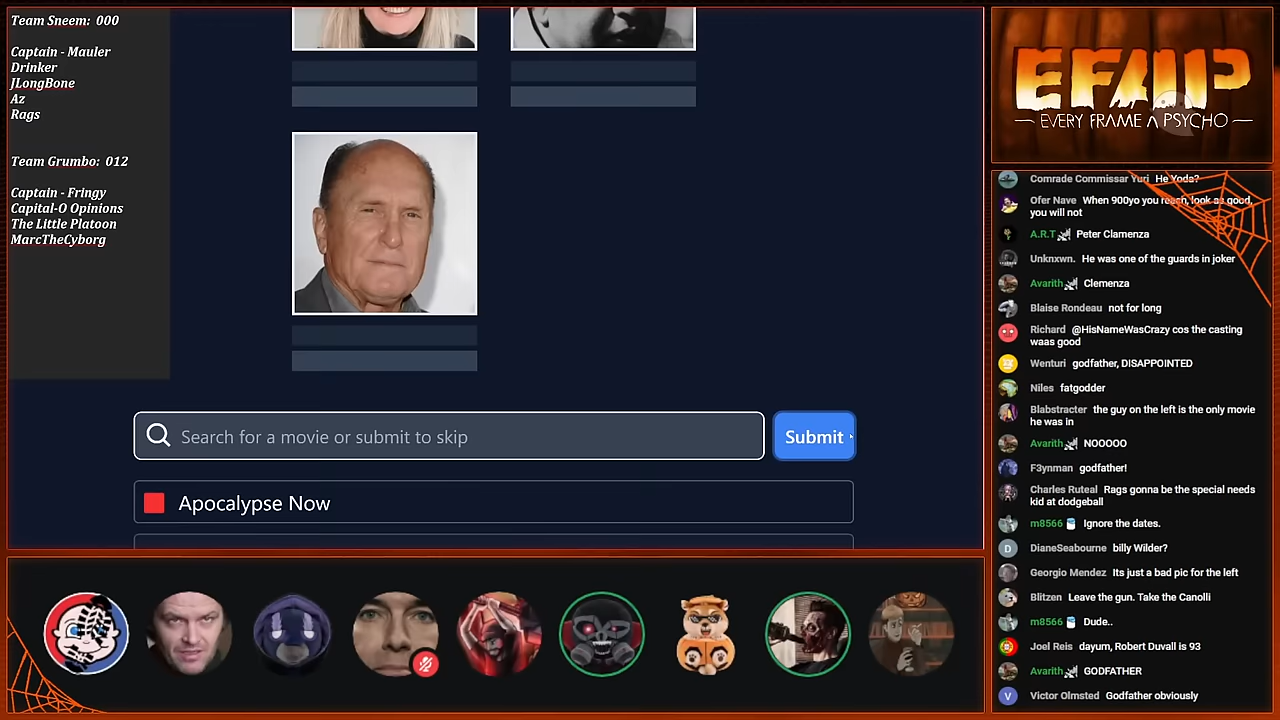 Team Sneem: 000
Captain - Mauler
Drinker
JLongBone
Az
Rags
Team Grumbo: 012
Captain - Fringy
Capital-O Opinions
The Little Platoon
MarcTheCyborg
Search for a movie or submit to skip
Submit
Apocalypse Now
EFAP
EVERY FRAME A PSYCHO
Comrade Commissar Yuri He Yoda?
Ofer Nave When 900yo you reach, look as good,
you will not
A.R.T Peter Clamenza
Unknxwn. He was one of the guards in joker
Avarith Clemenza
Blaise Rondeau not for long
Richard @HisNameWasCrazy cos the casting
waas good
Wenturi godfather, DISAPPOINTED
Niles fatgodder
Blabstracter the guy on the left is the only movie
he was in
Avarith NOOOOO
F3ynman godfather!
Charles Ruteal Rags gonna be the special needs
kid at dodgeball
m8566 Ignore the dates.
D
DianeSeabourne billy Wilder?
Georgio Mendez Its just a bad pic for the left
Blitzen Leave the gun. Take the Canolli
m8566 Dude..
Joel Reis dayum, Robert Duvall is 93
Avarith GODFATHER
V
Victor Olmsted Godfather obviously